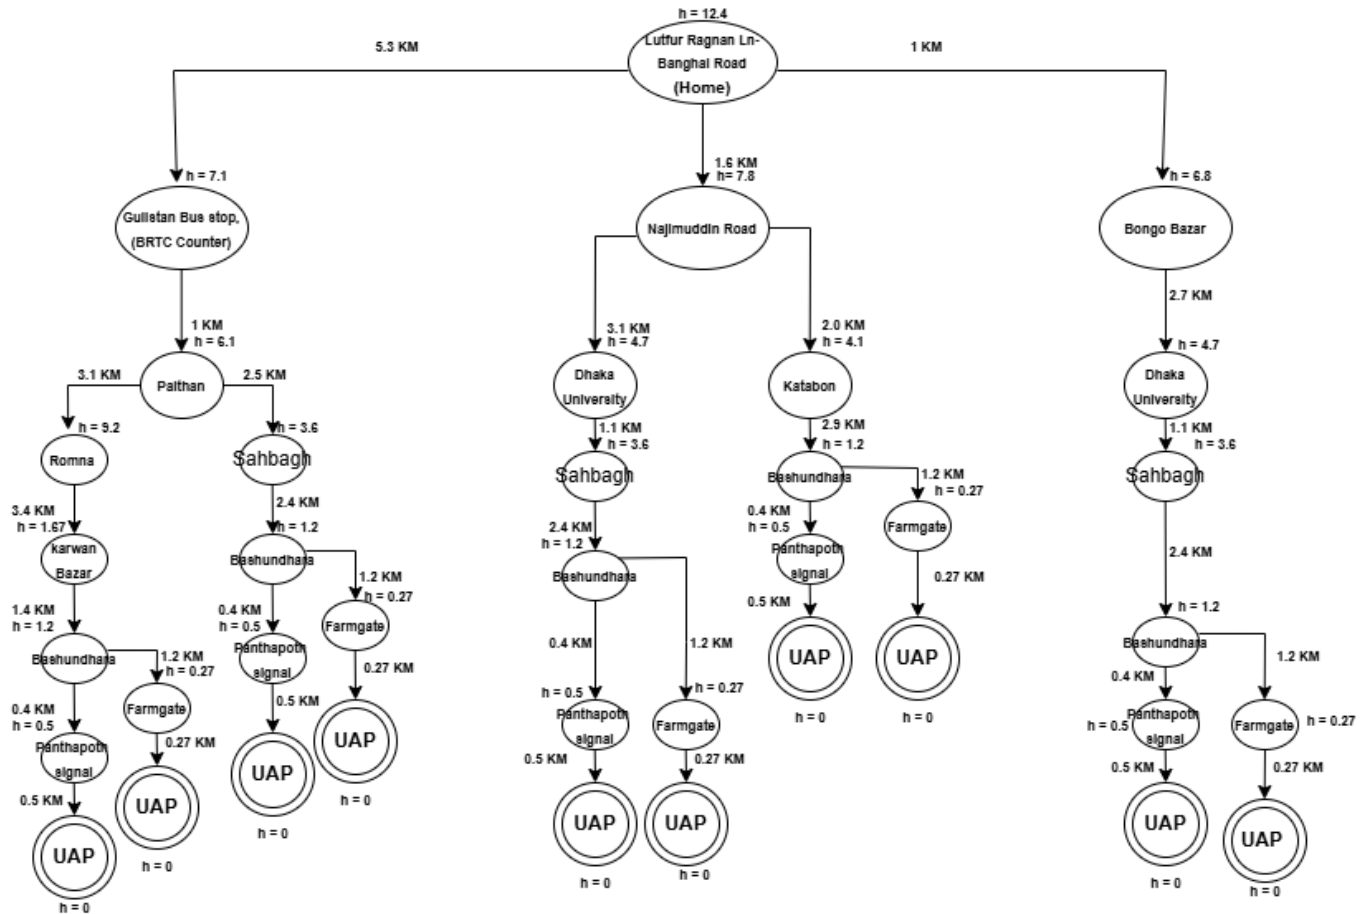 h = 12.4
Lutfur Ragnan Ln-
Banghal Road
(Home)
5.3 KM
1 KM
1.6 KM
h = 7.1
h= 7.8
h = 6.8
Gulistan Bus stop,
(BRTC Counter)
Najimuddin Road
Bongo Bazar
1 KM
h = 6.1
3.1 KM
h = 4.7
2.0 KM
h = 4.1
2.7 KM
h = 4.7
3.1 KM
Palthan
2.5 KM
Dhaka
University
Katabon
Dhaka
University
h = 9.2
h = 3.6
1.1 KM
h = 3.6
2.9 KM
h = 1.2
1.1 KM
h = 3.6
Romna
Sahbagh
Sahbagh
Bashundhara
1.2 KM
h = 0.27
Sahbagh
3.4 KM
h = 1.67
2.4 KM
h = 1.2
2.4 KM
h = 1.2
0.4 KM
h = 0.5
Farmgate
karwan
Bazar
Bashundhara
Bashundhara
Panthapoth
signal
0.27 KM
2.4 KM
1.4 KM
h = 1.2
0.4 KM
h = 0.5
1.2 KM
h = 0.27
0.5 KM
h = 1.2
Bashundhara
1.2 KM
h = 0.27
Panthapoth
signal
Farmgate
0.4 KM
1.2 KM
UAP
UAP
Bashundhara
1.2 KM
0.4 KM
h = 0.5
Farmgate
0.5 KM
0.27 KM
h = 0.5
h = 0.27
h = 0
h = 0
0.4 KM
h = 0.5
Panthapoth
signal
Farmgate
h = 0.27
Panthapoth
signal
0.27 KM
UAP
UAP
Panthapoth
signal
Farmgate
0.5 KM
0.27 KM
0.5 KM
0.27 KM
0.5 KM
UAP
h = 0
h = 0
UAP
UAP
UAP
UAP
UAP
h = 0
h = 0
h = 0
h = 0
h = 0
h = 0